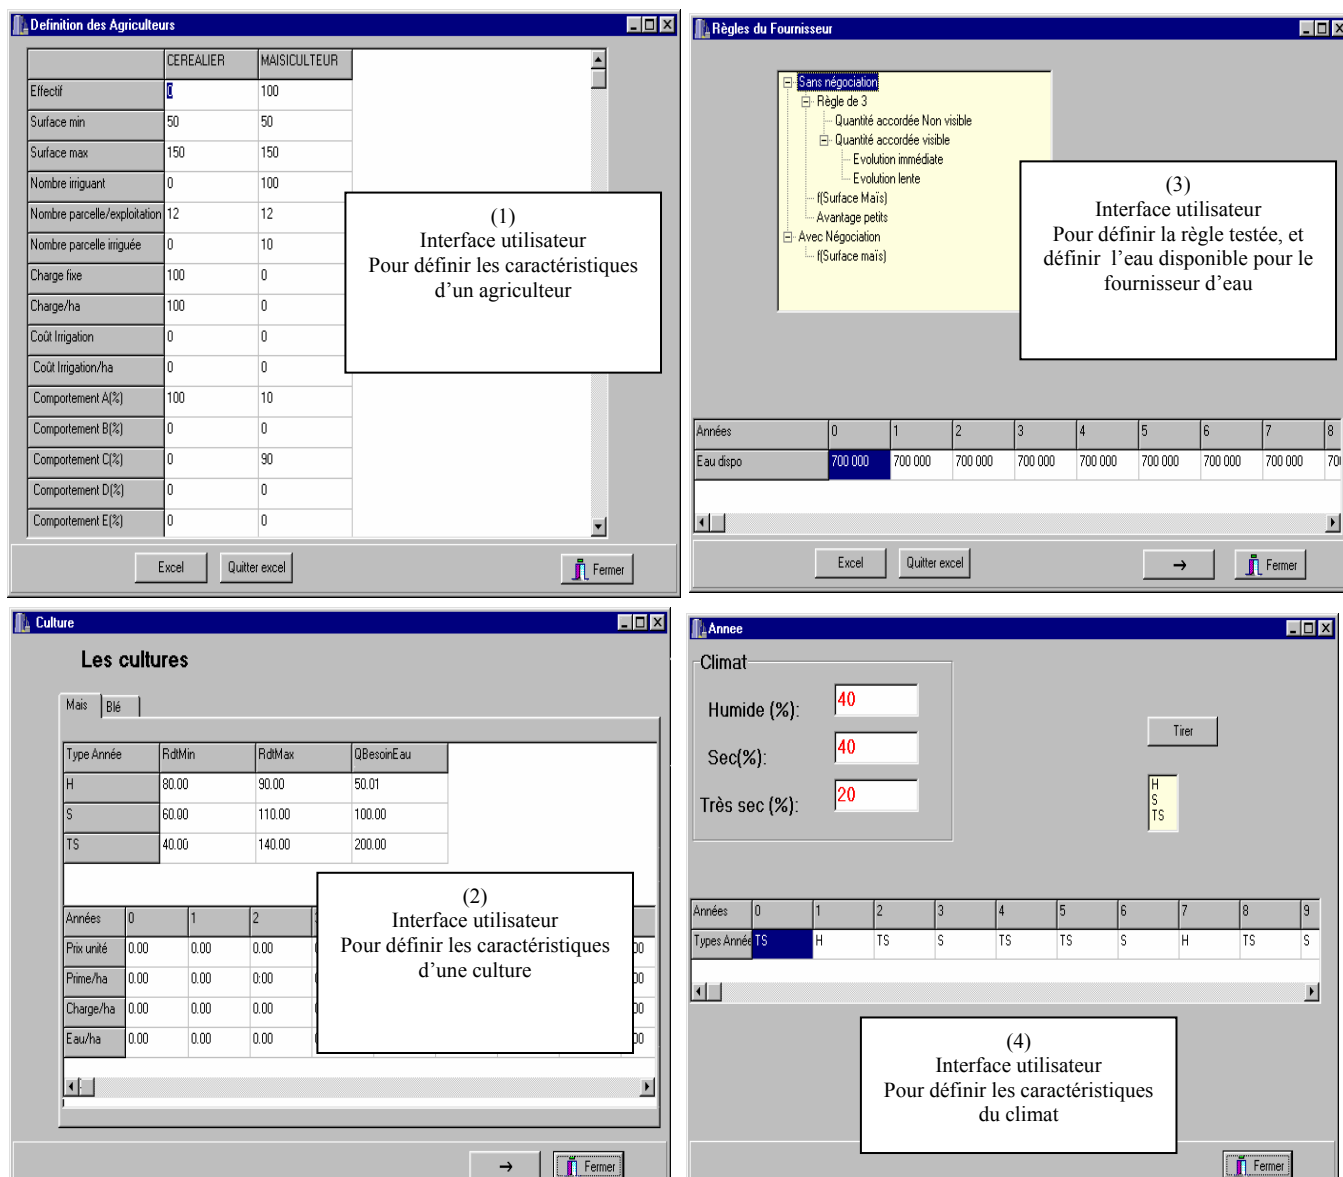 Definition des Agriculteurs
CEREALIER MAISICULTEUR
Effectif 0 100
Surface min 50 50
Surface max 150 150
Nombre irriguant 0 100
Nombre parcelle/exploitation 12 12
Nombre parcelle irriguée 0 10
Charge fixe 100 0
Charge/ha 100 0
Coût Irrigation 0 0
Coût Irrigation/ha 0 0
Comportement A(%) 100 10
Comportement B(%) 0 0
Comportement C(%) 0 90
Comportement D(%) 0 0
Comportement E(%) 0 0
(1)
Interface utilisateur
Pour définir les caractéristiques
d'un agriculteur
Excel Quitter excel Fermer
Règles du Fournisseur
Sans négociation
Règle de 3
Quantité accordée Non visible
Quantité accordée visible
Evolution immédiate
Evolution lente
f(Surface Maïs)
Avantage petits
Avec Négociation
f(Surface maïs)
(3)
Interface utilisateur
Pour définir la règle testée, et
définir l'eau disponible pour le
fournisseur d'eau
Années 0 1 2 3 4 5 6 7 8
Eau dispo 700 000 700 000 700 000 700 000 700 000 700 000 700 000 700 000
Excel Quitter excel → Fermer
Culture
Les cultures
Mais Blé
Type Année RdtMin RdtMax QBesoinEau
H 80.00 90.00 50.01
S 60.00 110.00 100.00
TS 40.00 140.00 200.00
Années 0 1 2
Prix unité 0.00 0.00 0.00
Prime/ha 0.00 0.00 0:00
Charge/ha 0.00 0.00 0.00
Eau/ha 0.00 0.00 0.00
(2)
Interface utilisateur
Pour définir les caractéristiques
d'une culture
→ Fermer
Annee
Climat
Humide (%): 40
Sec(%): 40
Très sec (%): 20
Tirer
H
S
TS
Années 0 1 2 3 4 5 6 7 8 9
Types Année TS H TS S TS TS S H TS S
(4)
Interface utilisateur
Pour définir les caractéristiques
du climat
Fermer